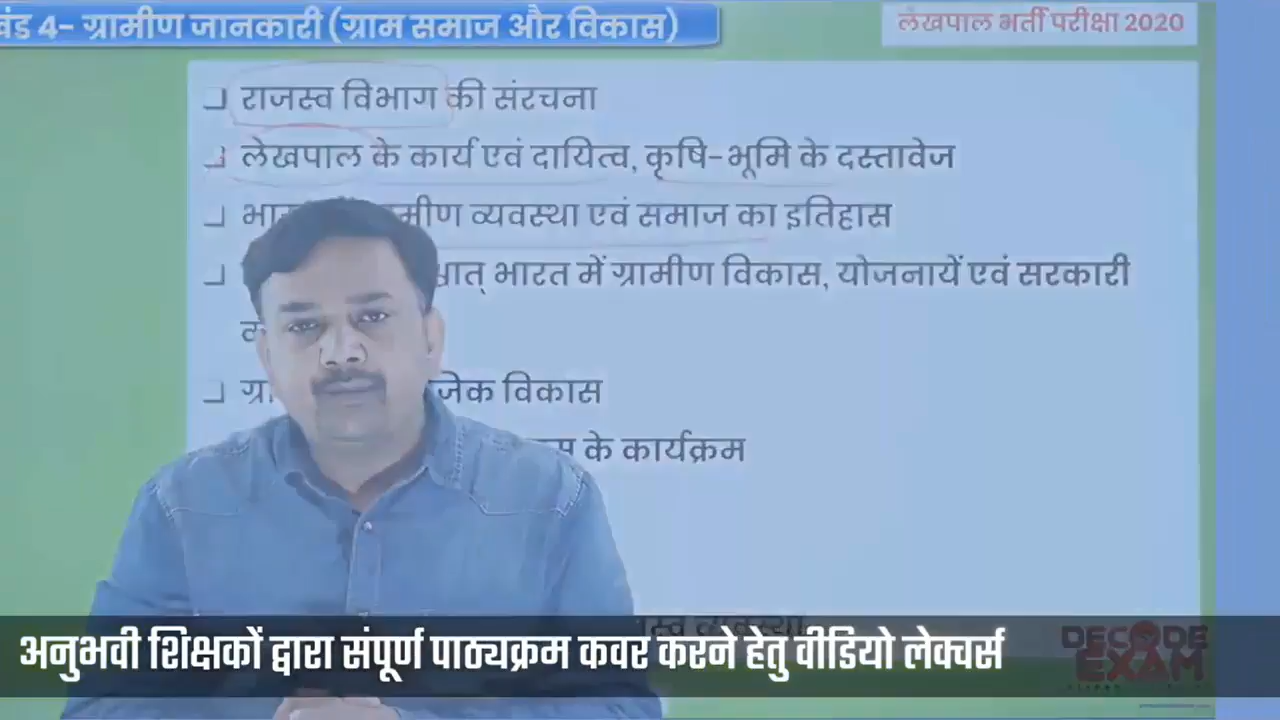 खंड 4- ग्रामीण जानकारी (ग्राम समाज और विकास)
लेखपाल भर्ती परीक्षा 2020
राजस्व विभाग की संरचना
लेखपाल के कार्य एवं दायित्व, कृषि-भूमि के दस्तावेज
व्यवस्था एवं समाज का इतिहास
भारत में ग्रामीण विकास, योजनायें एवं सरकारी
विकास
के कार्यक्रम
अनुभवी शिक्षकों द्वारा संपूर्ण पाठ्यक्रम कवर करने हेतु वीडियो लेक्चर्स
DECODE
EXAM